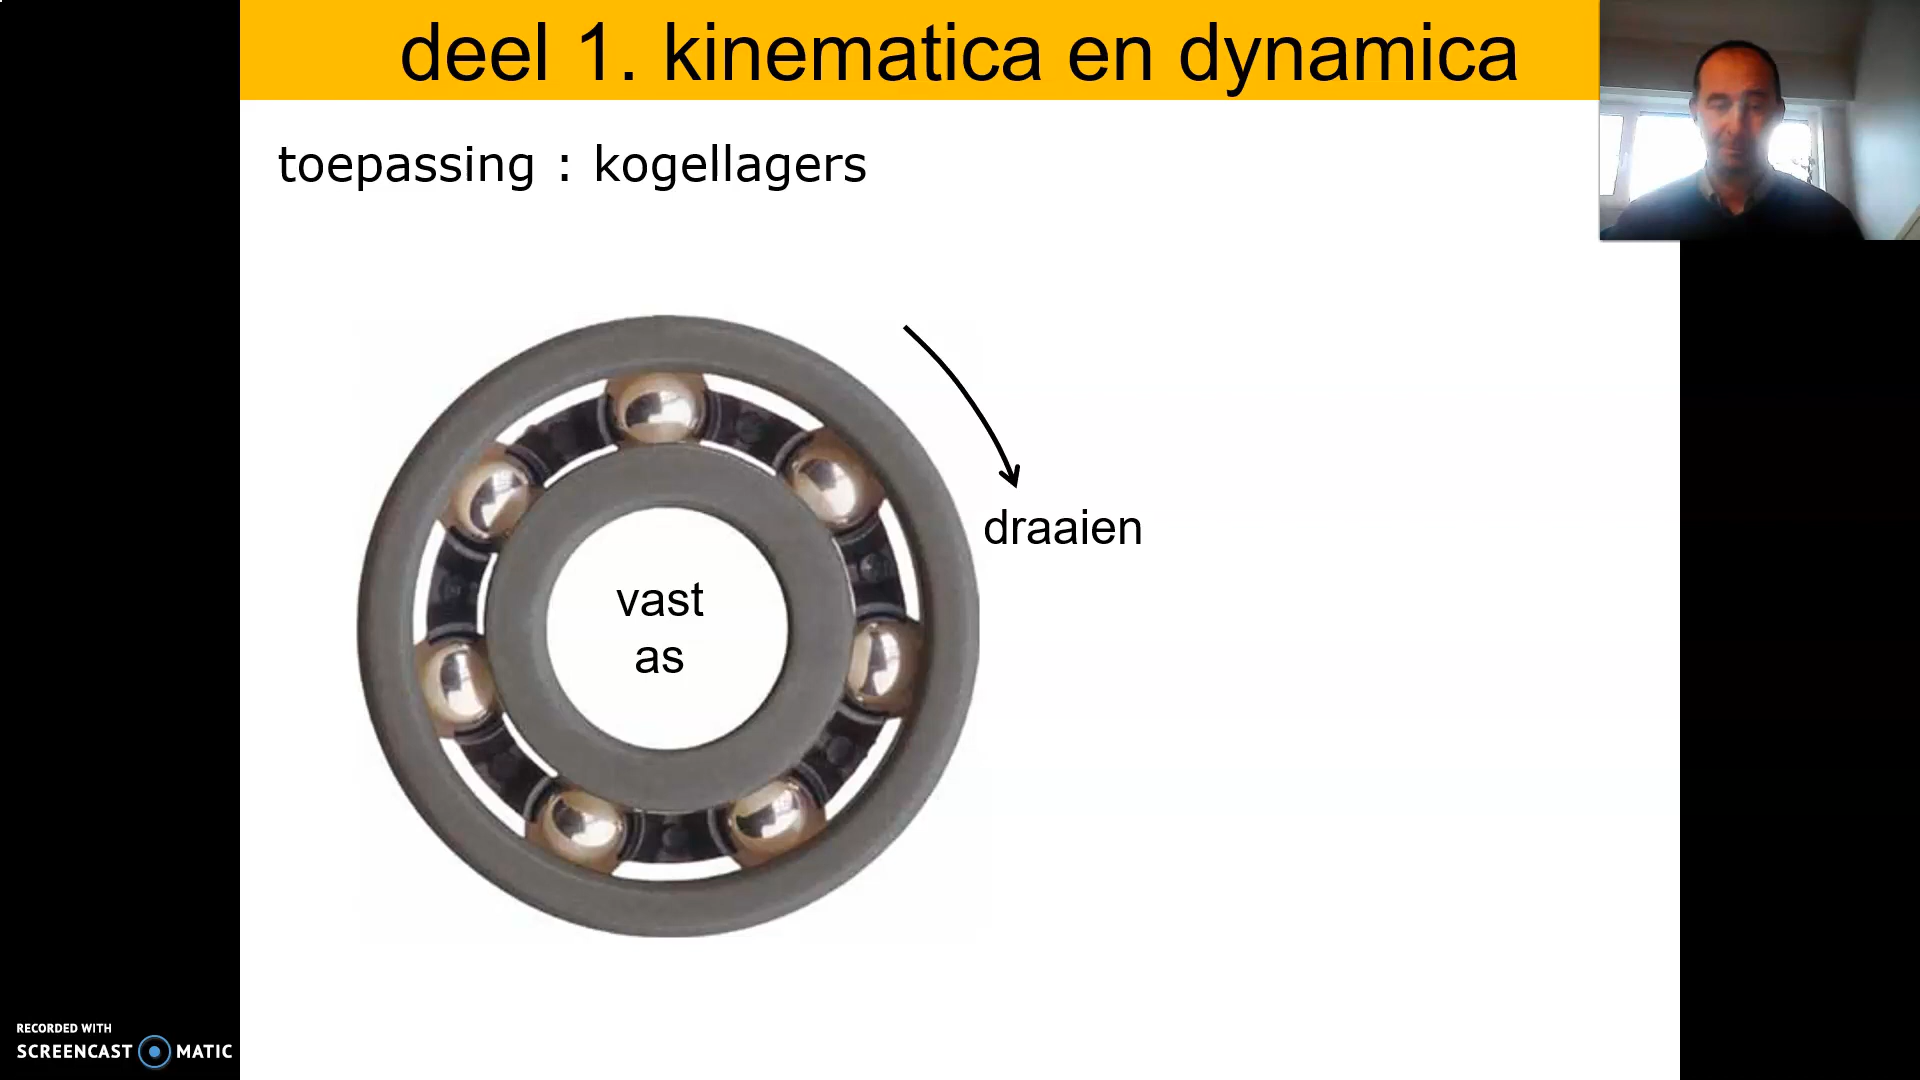 deel 1. kinematica en dynamica
toepassing : kogellagers
draaien
vast
as
RECORDED WITH
SCREENCAST MATIC